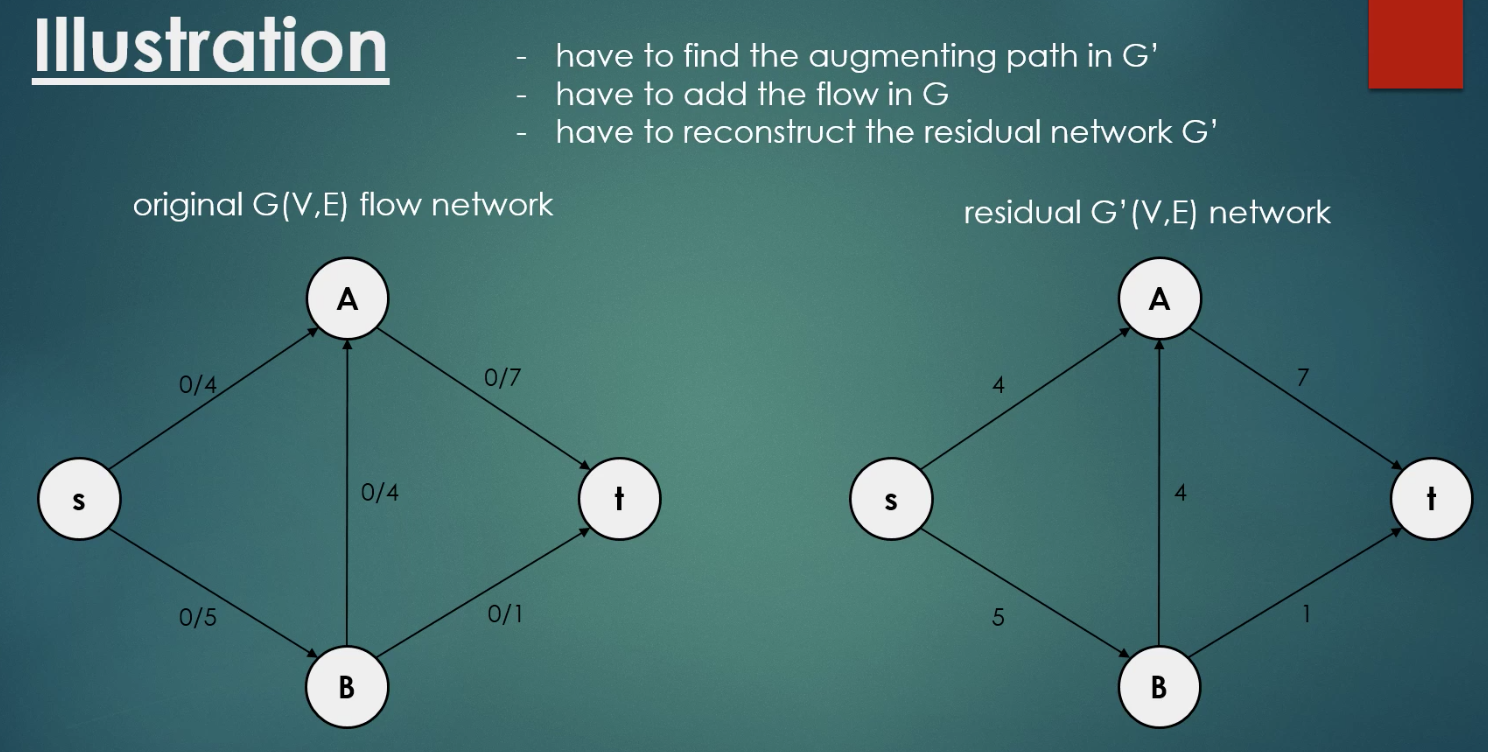 Illustration
- have to find the augmenting path in G’
- have to add the flow in G
- have to reconstruct the residual network G’
original G(V,E) flow network
residual G’(V,E) network
A
0/4
0/7
s
0/4
t
0/5
0/1
B
A
4
7
s
4
t
5
1
B